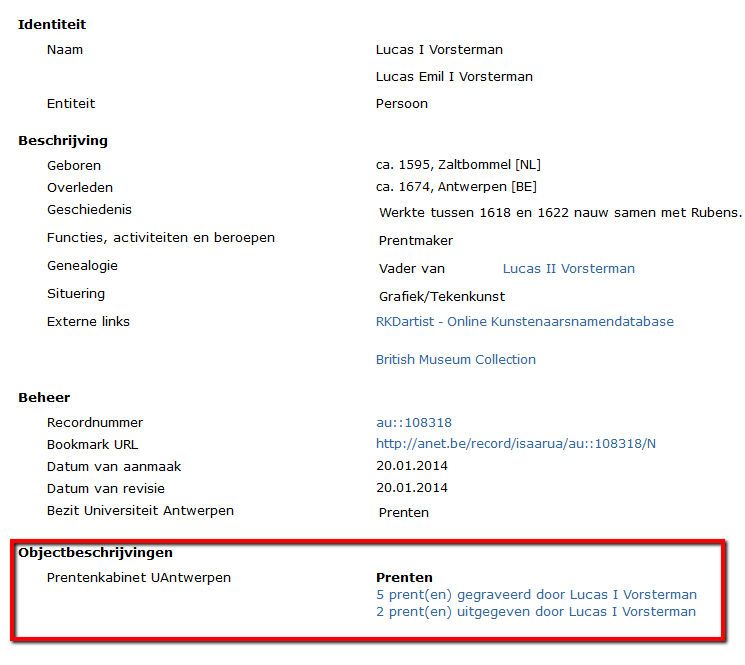 Identiteit
Naam Lucas I Vorsterman
Lucas Emil I Vorsterman
Entiteit Persoon
Beschrijving
Geboren ca. 1595, Zaltbommel [NL]
Overleden ca. 1674, Antwerpen [BE]
Geschiedenis Werkte tussen 1618 en 1622 nauw samen met Rubens.
Functies, activiteiten en beroepen Prentmaker
Genealogie Vader van Lucas II Vorsterman
Situering Grafiek/Tekenkunst
Externe links RKDartist - Online Kunstenaarsnamendatabase
British Museum Collection
Beheer
Recordnummer au::108318
Bookmark URL http://anet.be/record/isaarua/au::108318/N
Datum van aanmaak 20.01.2014
Datum van revisie 20.01.2014
Bezit Universiteit Antwerpen Prenten
Objectbeschrijvingen
Prentenkabinet UAntwerpen Prenten
5 prent(en) gegraveerd door Lucas I Vorsterman
2 prent(en) uitgegeven door Lucas I Vorsterman